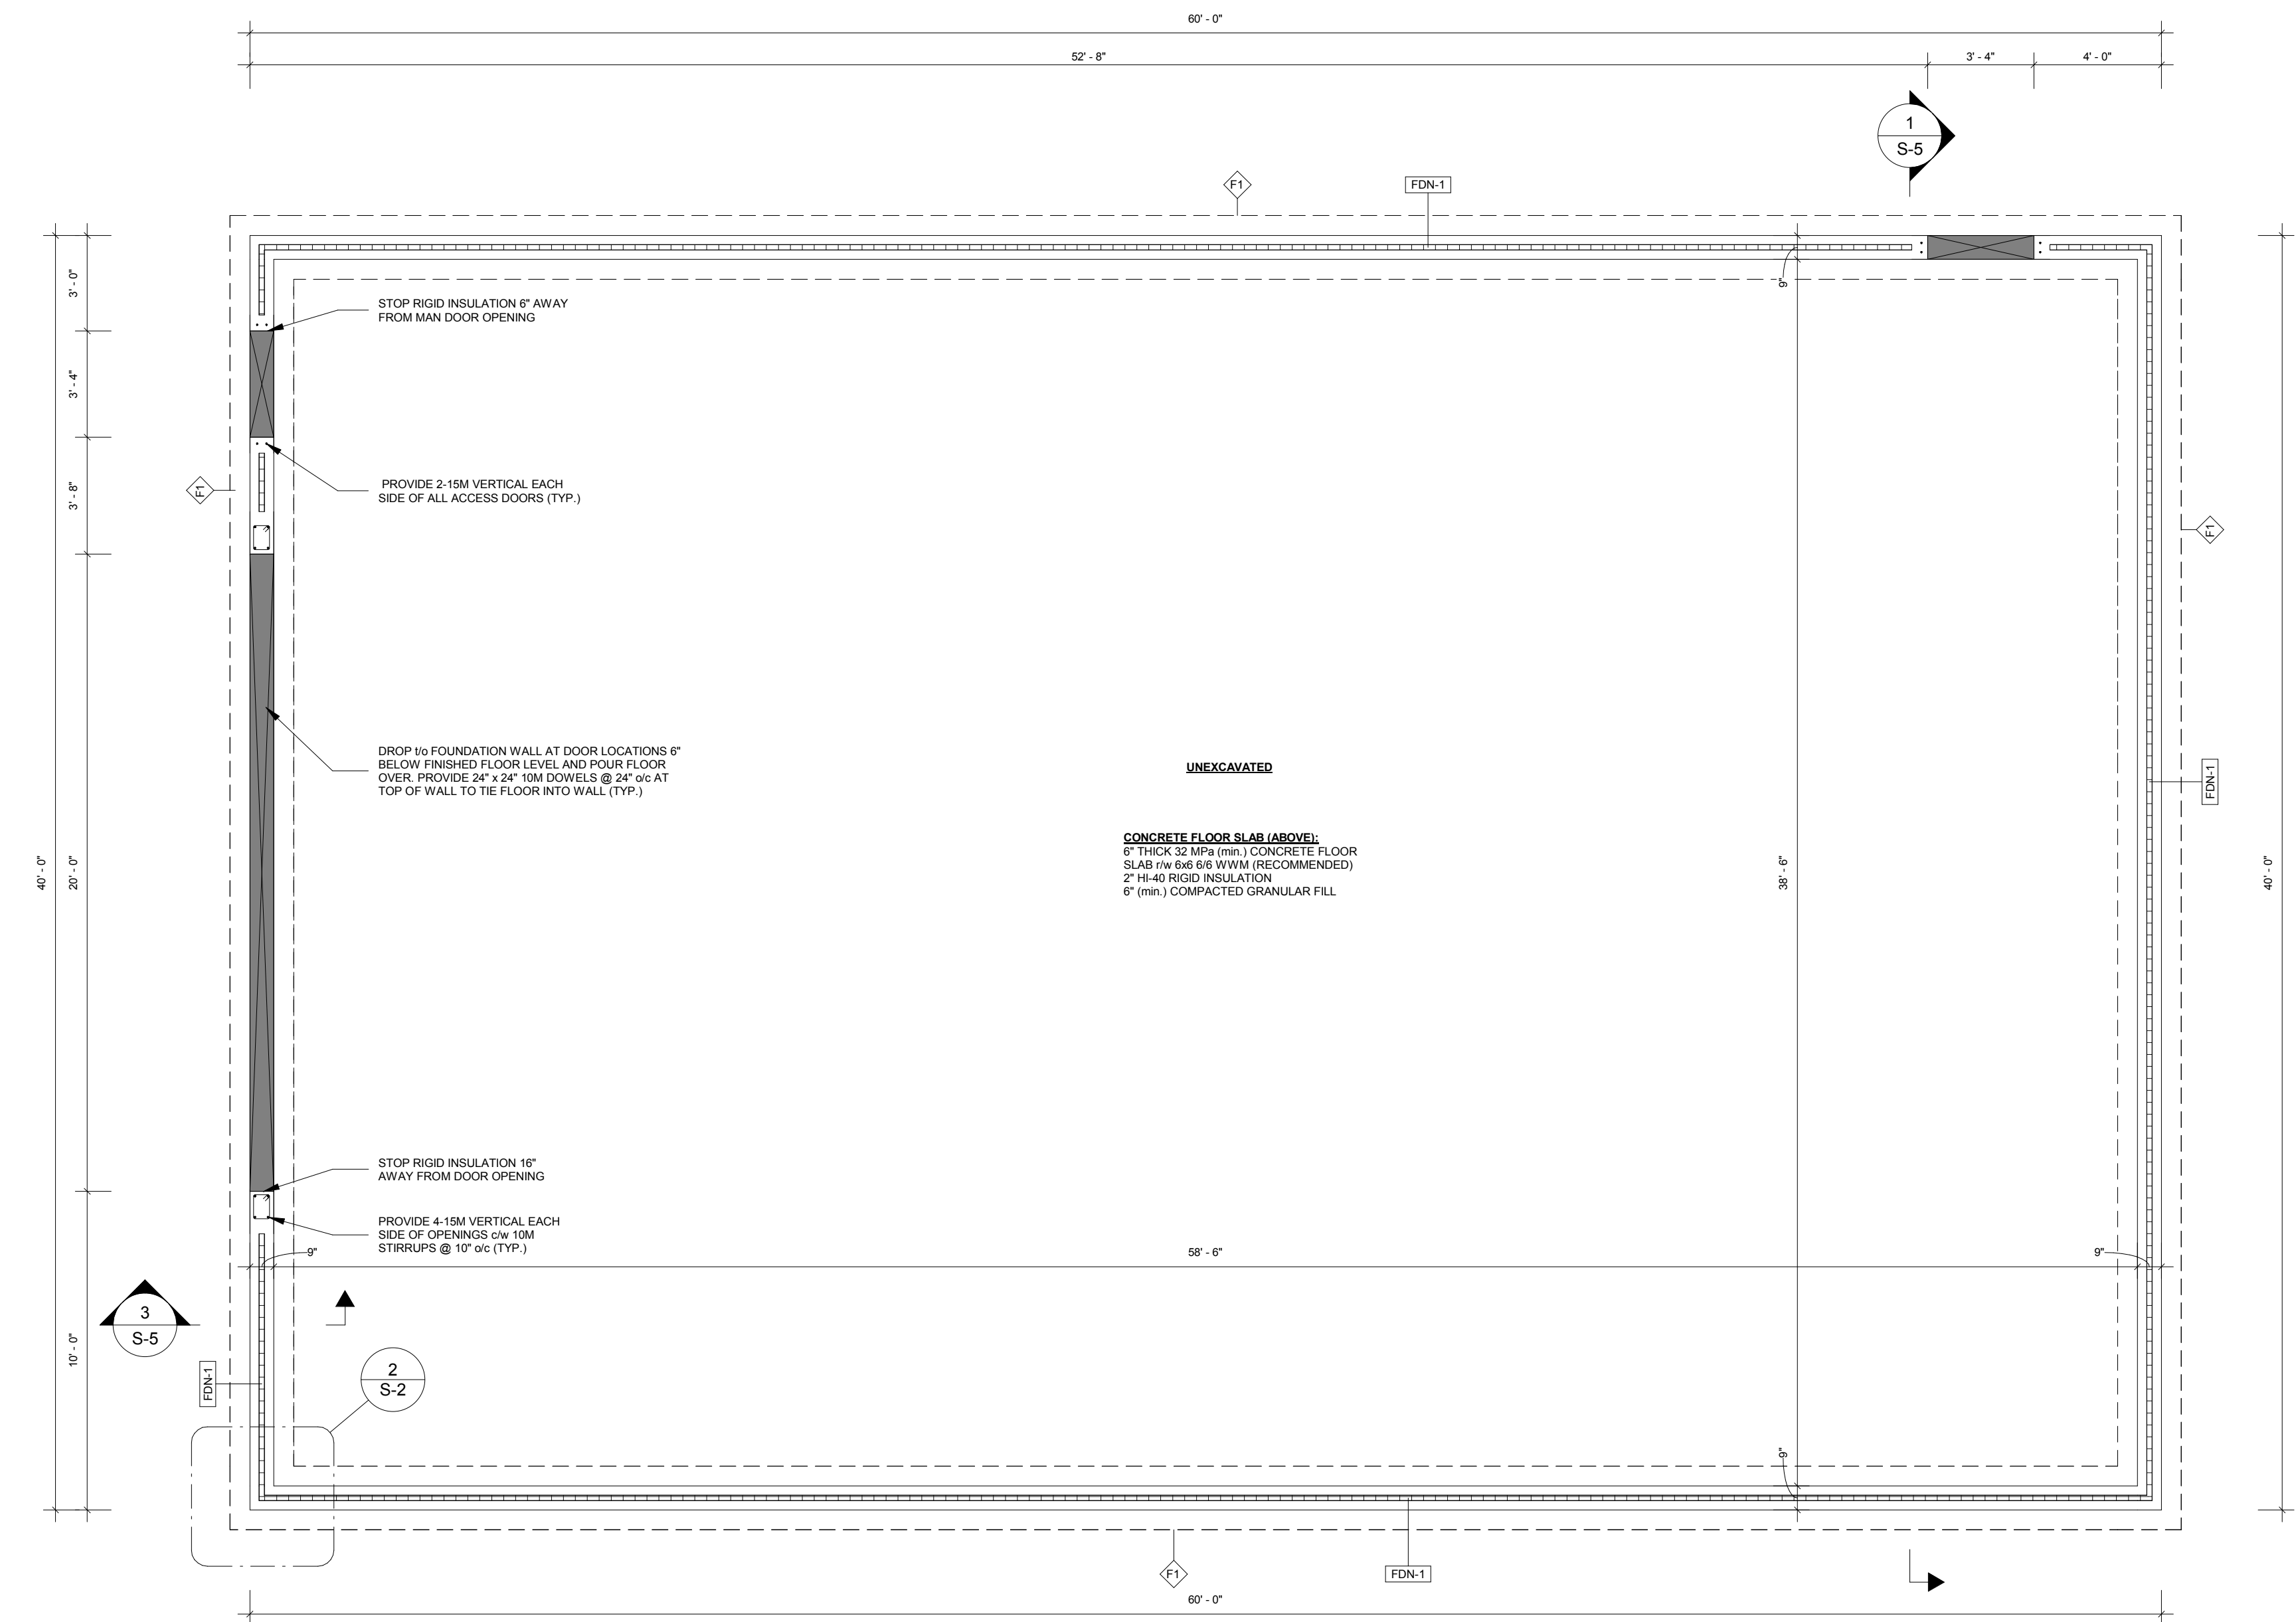 60' - 0"
52' - 8"
3' - 4"
4' - 0"
1
S-5
F1
FDN-1
3' - 0"
9"
STOP RIGID INSULATION 6" AWAY
FROM MAN DOOR OPENING
3' - 4"
3' - 8"
F1
PROVIDE 2-15M VERTICAL EACH
SIDE OF ALL ACCESS DOORS (TYP.)
F1
DROP t/o FOUNDATION WALL AT DOOR LOCATIONS 6"
BELOW FINISHED FLOOR LEVEL AND POUR FLOOR
OVER. PROVIDE 24" x 24" 10M DOWELS @ 24" o/c AT
TOP OF WALL TO TIE FLOOR INTO WALL (TYP.)
UNEXCAVATED
FDN-1
CONCRETE FLOOR SLAB (ABOVE):
6" THICK 32 MPa (min.) CONCRETE FLOOR
SLAB r/w 6x6 6/6 WWM (RECOMMENDED)
2" HI-40 RIGID INSULATION
6" (min.) COMPACTED GRANULAR FILL
40' - 0"
20' - 0"
38' - 6"
40' - 0"
STOP RIGID INSULATION 16"
AWAY FROM DOOR OPENING
PROVIDE 4-15M VERTICAL EACH
SIDE OF OPENINGS c/w 10M
STIRRUPS @ 10" o/c (TYP.)
9"
58' - 6"
9"
3
S-5
10' - 0"
2
S-2
FDN-1
9"
F1
FDN-1
60' - 0"